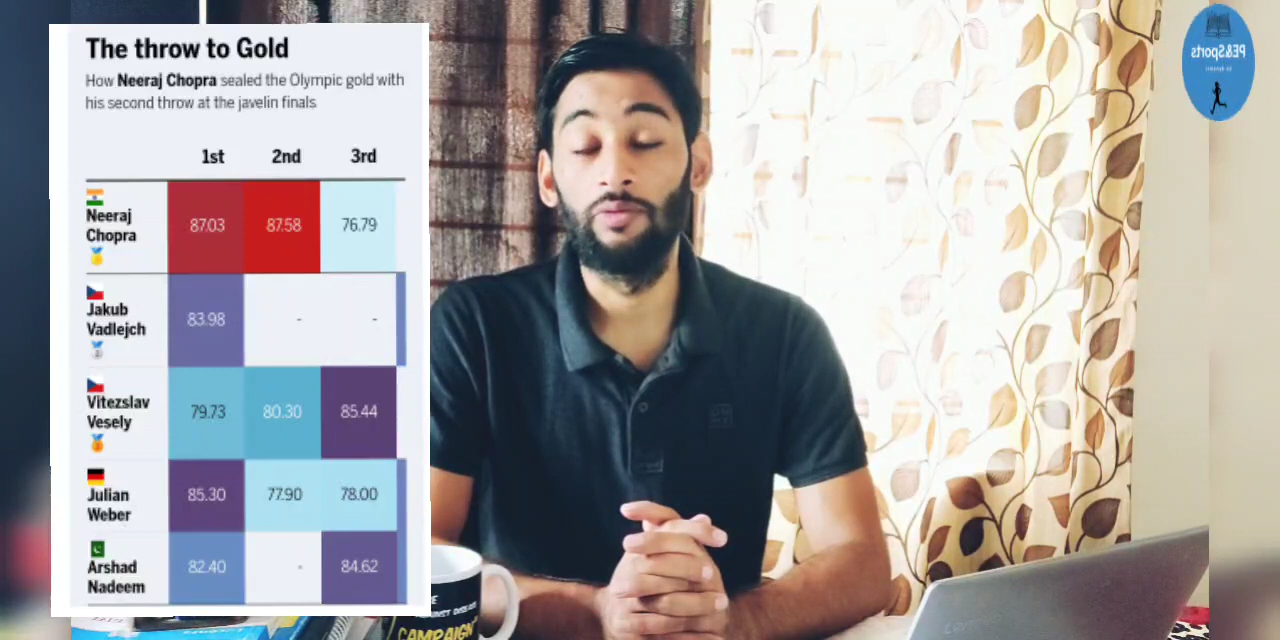 The throw to Gold
How Neeraj Chopra sealed the Olympic gold with
his second throw at the javelin finals
1st 2nd 3rd
Neeraj
Chopra
87.03 87.58 76.79
Jakub
Vadlejch
83.98 - -
Vitezslav
Vesely
79.73 80.30 85.44
Julian
Weber
85.30 77.90 78.00
Arshad
Nadeem
82.40 - 84.62
PE&Sports
CAMPAIGN
Lenovo